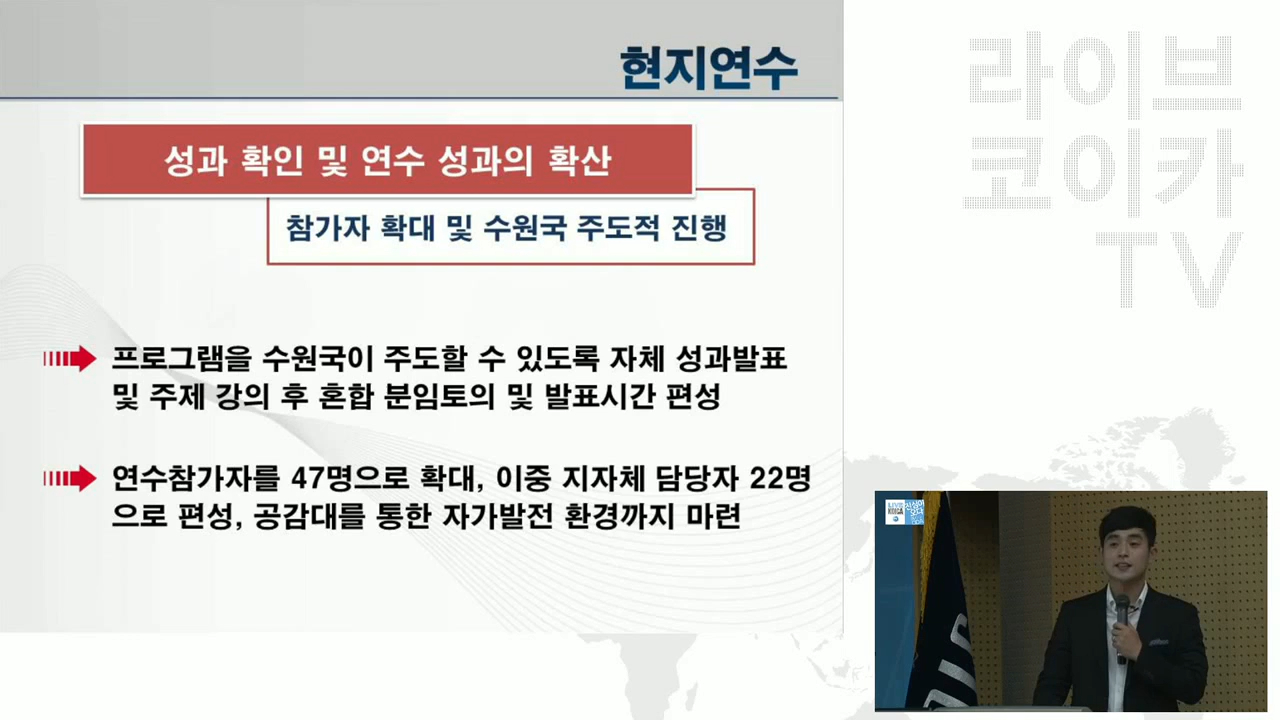 현지연수
성과 확인 및 연수 성과의 확산
참가자 확대 및 수원국 주도적 진행
프로그램을 수원국이 주도할 수 있도록 자체 성과발표
및 주제 강의 후 혼합 분임토의 및 발표시간 편성
연수참가자를 47명으로 확대, 이중 지자체 담당자 22명
으로 편성, 공감대를 통한 자가발전 환경까지 마련
라이브
코이카
TV